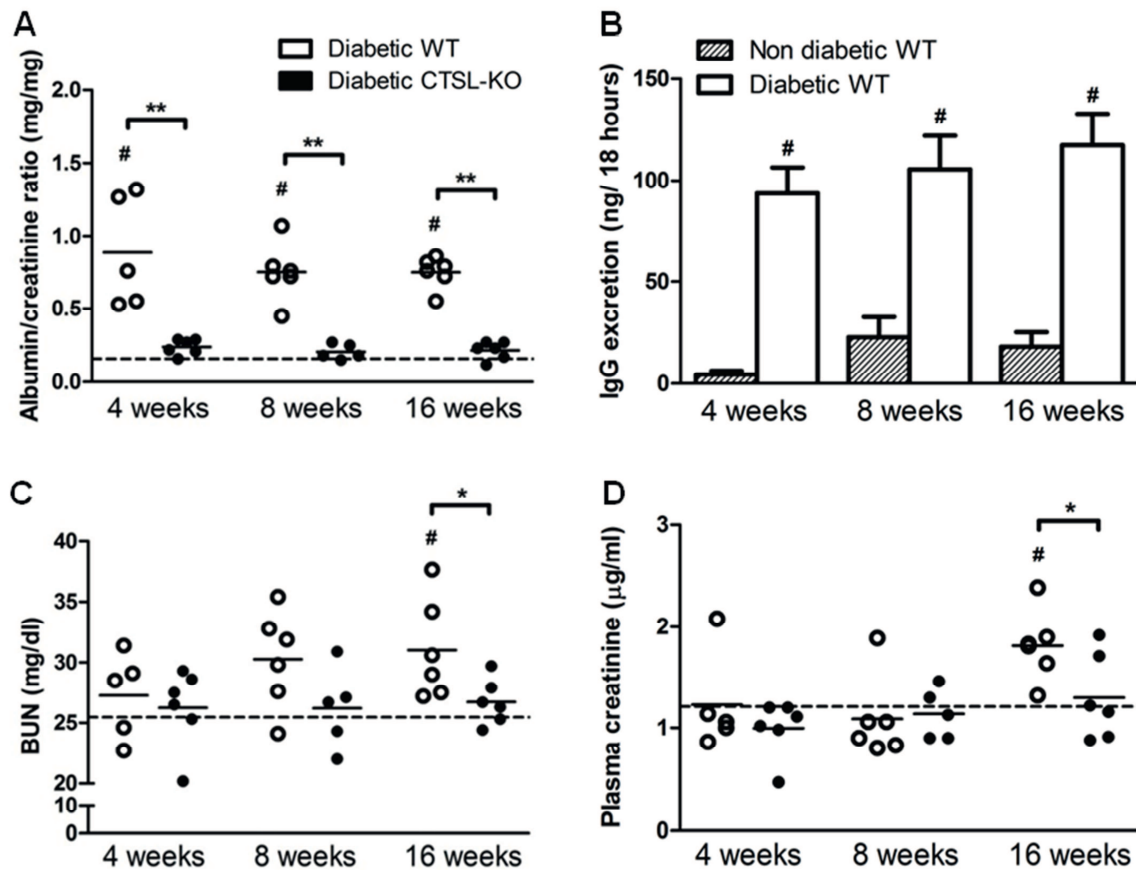 A
Diabetic WT
Diabetic CTSL-KO
Albumin/creatinine ratio (mg/mg)
2.0
1.5
1.0
0.5
0.0
**
**
**
#
#
#
4 weeks
8 weeks
16 weeks
B
Non diabetic WT
Diabetic WT
IgG excretion (ng/ 18 hours)
150
100
50
0
#
#
#
4 weeks
8 weeks
16 weeks
C
BUN (mg/dl)
40
35
30
25
20
10
0
*
#
4 weeks
8 weeks
16 weeks
D
Plasma creatinine (µg/ml)
3
2
1
0
*
#
4 weeks
8 weeks
16 weeks